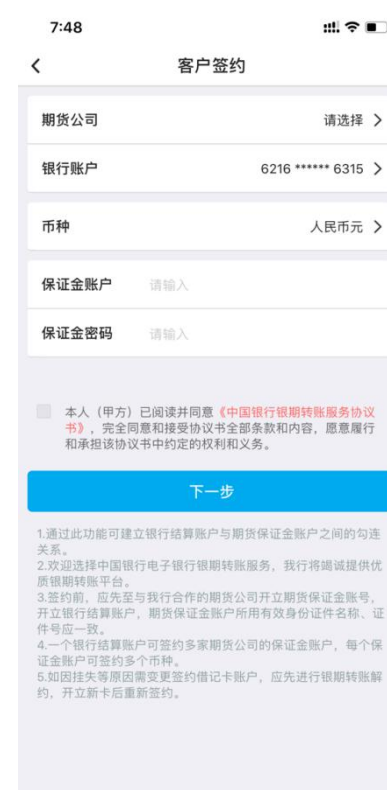 7:48
客户签约
期货公司 请选择
银行账户 6216 ****** 6315
币种 人民币元
保证金账户 请输入
保证金密码 请输入
本人（甲方）已阅读并同意《中国银行银期转账服务协议
书》，完全同意和接受协议书全部条款和内容，愿意履行
和承担该协议书中约定的权利和义务。
下一步
1.通过此功能可建立银行结算账户与期货保证金账户之间的勾连
关系。
2.欢迎选择中国银行电子银行银期转账服务，我行将竭诚提供优
质银期转账平台。
3.签约前，应先至与我行合作的期货公司开立期货保证金账号，
开立银行结算账户，期货保证金账户所用有效身份证件名称、证
件号应一致。
4.一个银行结算账户可签约多家期货公司的保证金账户，每个保
证金账户可签约多个币种。
5.如因挂失等原因需变更签约借记卡账户，应先进行银期转账解
约，开立新卡后重新签约。